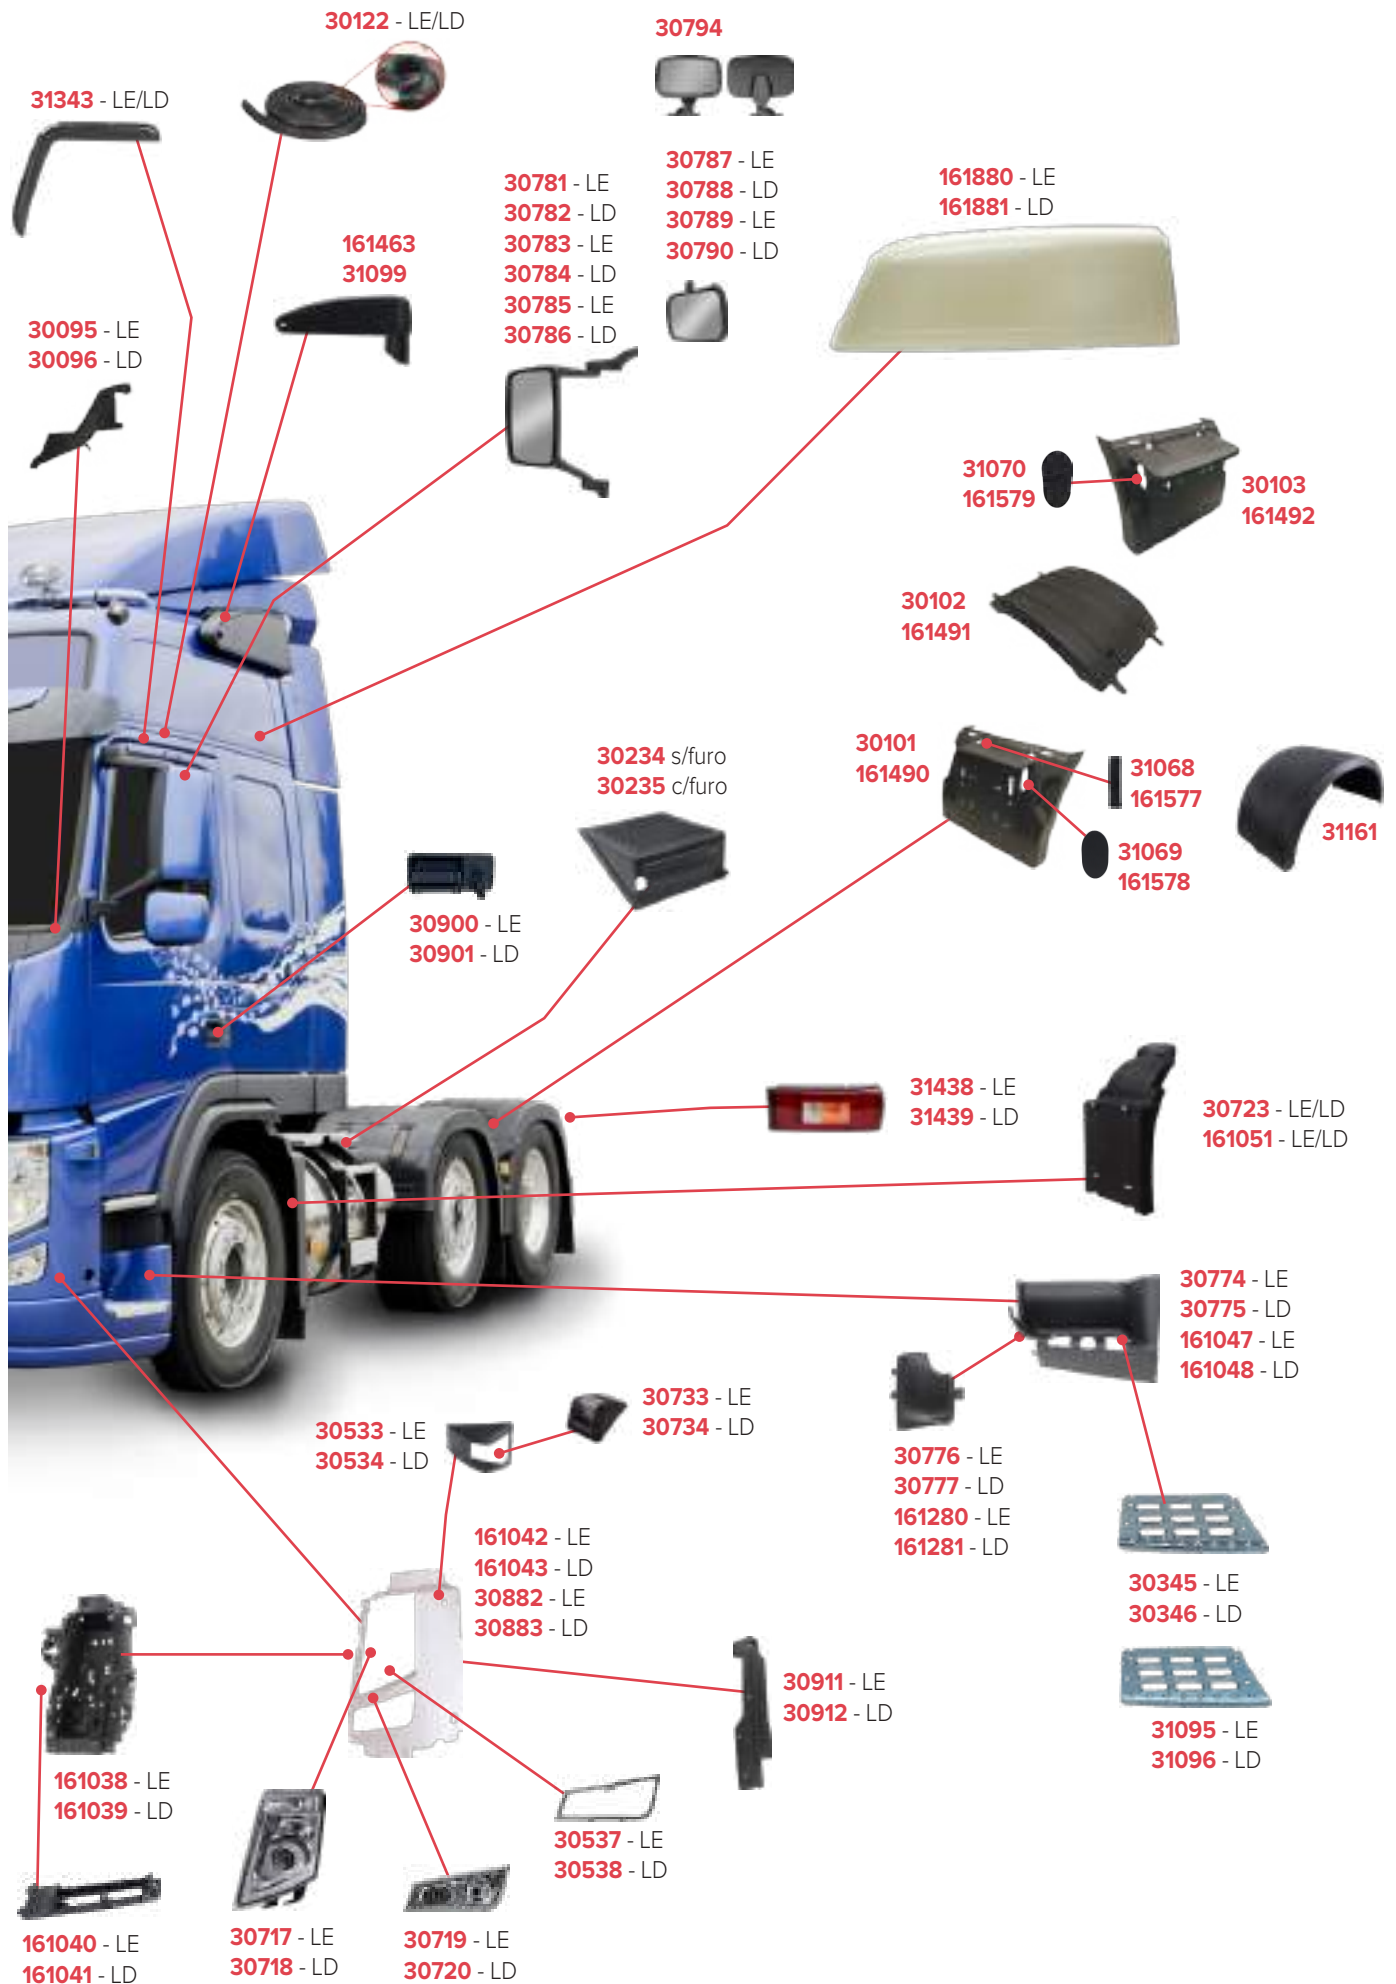 30122 - LE/LD
30794
31343 - LE/LD
30787 - LE
30788 - LD
30789 - LE
30790 - LD
30781 - LE
30782 - LD
30783 - LE
30784 - LD
30785 - LE
30786 - LD
161880 - LE
161881 - LD
161463
31099
30095 - LE
30096 - LD
31070
161579
30103
161492
30102
161491
30234 s/furo
30235 c/furo
30101
161490
31068
161577
31161
31069
161578
30900 - LE
30901 - LD
31438 - LE
31439 - LD
30723 - LE/LD
161051 - LE/LD
30774 - LE
30775 - LD
161047 - LE
161048 - LD
30733 - LE
30734 - LD
30533 - LE
30534 - LD
30776 - LE
30777 - LD
161280 - LE
161281 - LD
161042 - LE
161043 - LD
30882 - LE
30883 - LD
30345 - LE
30346 - LD
30911 - LE
30912 - LD
31095 - LE
31096 - LD
161038 - LE
161039 - LD
30537 - LE
30538 - LD
161040 - LE
161041 - LD
30717 - LE
30718 - LD
30719 - LE
30720 - LD